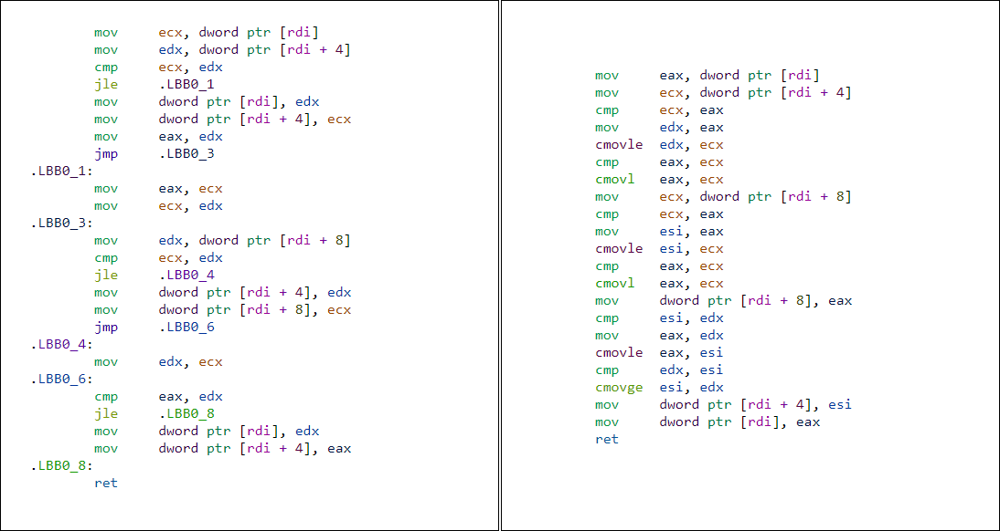 mov ecx, dword ptr [rdi]
mov edx, dword ptr [rdi + 4]
cmp ecx, edx
jle .LBB0_1
mov dword ptr [rdi], edx
mov dword ptr [rdi + 4], ecx
mov eax, edx
jmp .LBB0_3
.LBB0_1:
mov eax, ecx
mov ecx, edx
.LBB0_3:
mov edx, dword ptr [rdi + 8]
cmp ecx, edx
jle .LBB0_4
mov dword ptr [rdi + 4], edx
mov dword ptr [rdi + 8], ecx
jmp .LBB0_6
.LBB0_4:
mov edx, ecx
.LBB0_6:
cmp eax, edx
jle .LBB0_8
mov dword ptr [rdi], edx
mov dword ptr [rdi + 4], eax
.LBB0_8:
ret
mov eax, dword ptr [rdi]
mov ecx, dword ptr [rdi + 4]
cmp ecx, eax
mov edx, eax
cmovle edx, ecx
cmp eax, ecx
cmovl eax, ecx
mov ecx, dword ptr [rdi + 8]
cmp ecx, eax
mov esi, eax
cmovle esi, ecx
cmp eax, ecx
cmovl eax, ecx
mov dword ptr [rdi + 8], eax
cmp esi, edx
mov eax, edx
cmovle eax, esi
cmp edx, esi
cmovge esi, edx
mov dword ptr [rdi + 4], esi
mov dword ptr [rdi], eax
ret